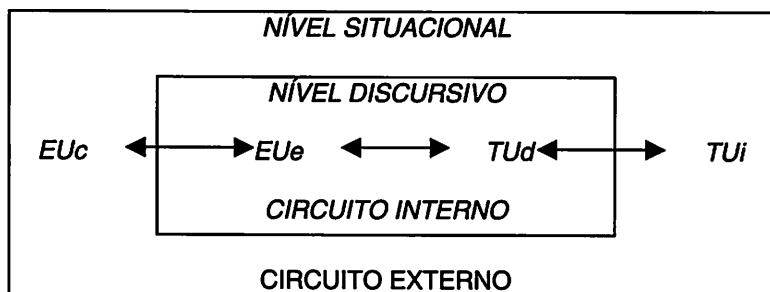 NÍVEL SITUACIONAL
NÍVEL DISCURSIVO
EUc EUe TUd TUi
CIRCUITO INTERNO
CIRCUITO EXTERNO